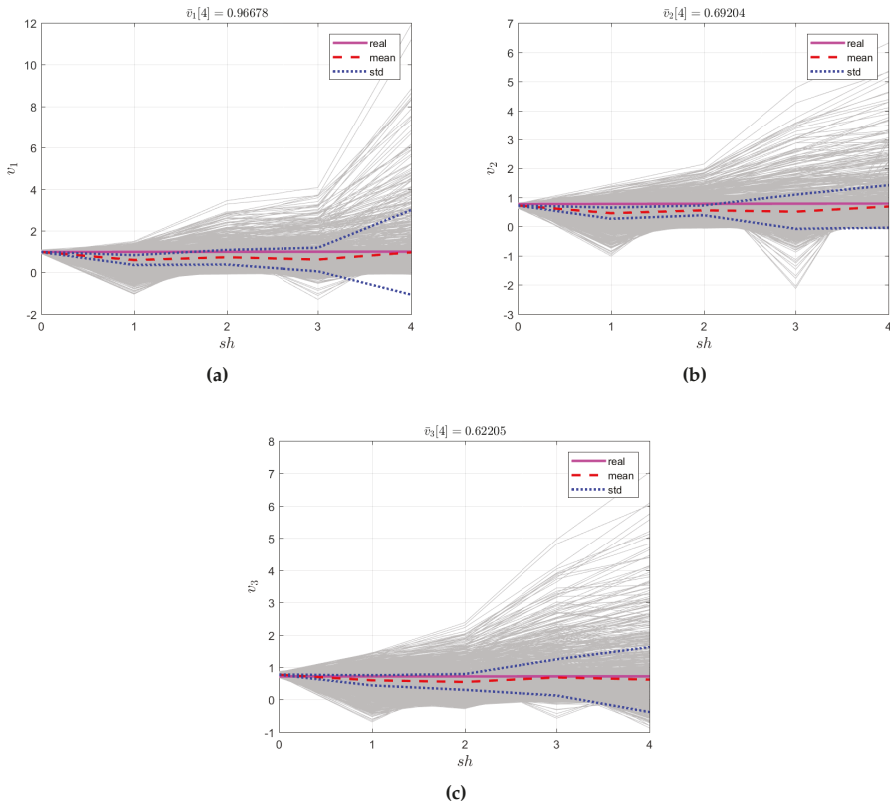 v̄₁[4] = 0.96678
12
10
8
6
4
2
0
-2
v₁
real
mean
std
0 1 2 3 4
sh
(a)
v̄₂[4] = 0.69204
7
6
5
4
3
2
1
0
-1
-2
-3
v₂
real
mean
std
0 1 2 3 4
sh
(b)
v̄₃[4] = 0.62205
8
7
6
5
4
3
2
1
0
-1
v₃
real
mean
std
0 1 2 3 4
sh
(c)